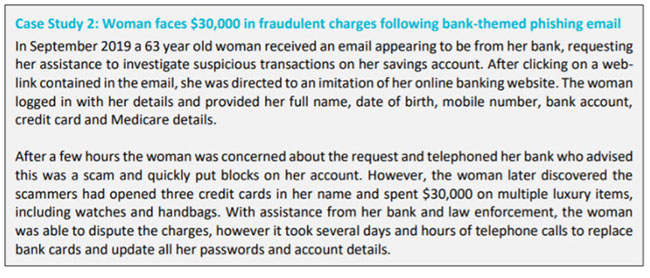 Case Study 2: Woman faces $30,000 in fraudulent charges following bank-themed phishing email
In September 2019 a 63 year old woman received an email appearing to be from her bank, requesting
her assistance to investigate suspicious transactions on her savings account. After clicking on a web-
link contained in the email, she was directed to an imitation of her online banking website. The woman
logged in with her details and provided her full name, date of birth, mobile number, bank account,
credit card and Medicare details.
After a few hours the woman was concerned about the request and telephoned her bank who advised
this was a scam and quickly put blocks on her account. However, the woman later discovered the
scammers had opened three credit cards in her name and spent $30,000 on multiple luxury items,
including watches and handbags. With assistance from her bank and law enforcement, the woman
was able to dispute the charges, however it took several days and hours of telephone calls to replace
bank cards and update all her passwords and account details.